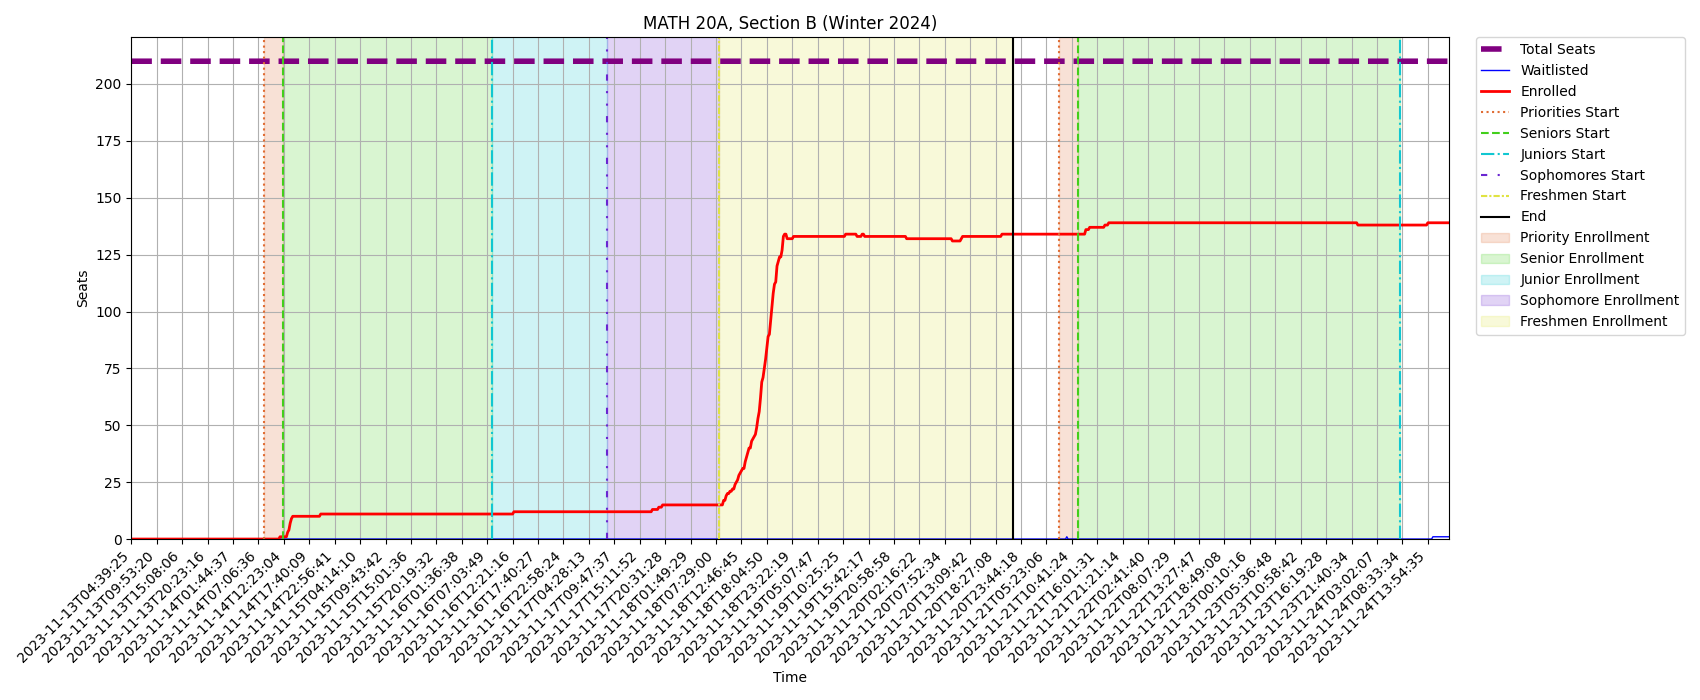 MATH 20A, Section B (Winter 2024)
Seats
200
175
150
125
100
75
50
25
0
2023-11-13T04:39:25
2023-11-13T09:53:20
2023-11-13T15:08:06
2023-11-13T20:23:16
2023-11-14T01:44:37
2023-11-14T07:06:36
2023-11-14T12:23:04
2023-11-14T17:40:09
2023-11-14T22:56:41
2023-11-15T04:14:10
2023-11-15T09:43:42
2023-11-15T15:01:36
2023-11-15T20:19:32
2023-11-16T01:36:38
2023-11-16T07:03:49
2023-11-16T12:21:16
2023-11-16T17:40:27
2023-11-16T22:58:24
2023-11-17T04:28:13
2023-11-17T09:47:37
2023-11-17T15:11:52
2023-11-17T20:31:28
2023-11-18T01:49:29
2023-11-18T07:29:00
2023-11-18T12:46:45
2023-11-18T18:04:50
2023-11-18T23:22:19
2023-11-19T05:07:47
2023-11-19T10:25:25
2023-11-19T15:42:17
2023-11-19T20:58:58
2023-11-20T02:16:22
2023-11-20T07:52:34
2023-11-20T13:09:42
2023-11-20T18:27:08
2023-11-20T23:44:18
2023-11-21T05:23:06
2023-11-21T10:41:24
2023-11-21T16:01:31
2023-11-21T21:21:14
2023-11-22T02:41:40
2023-11-22T08:07:29
2023-11-22T13:27:47
2023-11-22T18:49:08
2023-11-23T00:10:16
2023-11-23T05:36:48
2023-11-23T10:58:42
2023-11-23T16:19:28
2023-11-23T21:40:34
2023-11-24T03:02:07
2023-11-24T08:33:34
2023-11-24T13:54:35
Time
Total Seats
Waitlisted
Enrolled
Priorities Start
Seniors Start
Juniors Start
Sophomores Start
Freshmen Start
End
Priority Enrollment
Senior Enrollment
Junior Enrollment
Sophomore Enrollment
Freshmen Enrollment